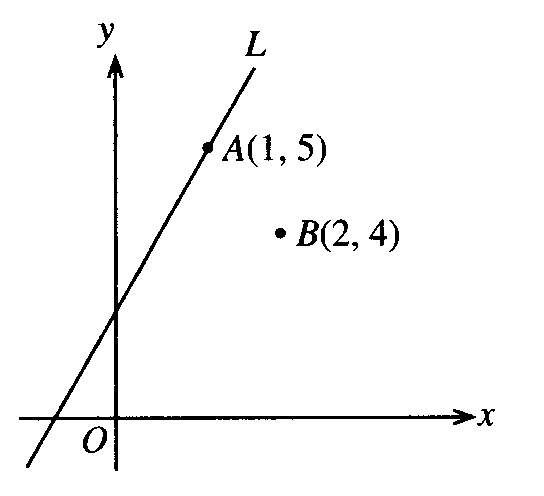 y
L
A(1, 5)
B(2, 4)
x
O